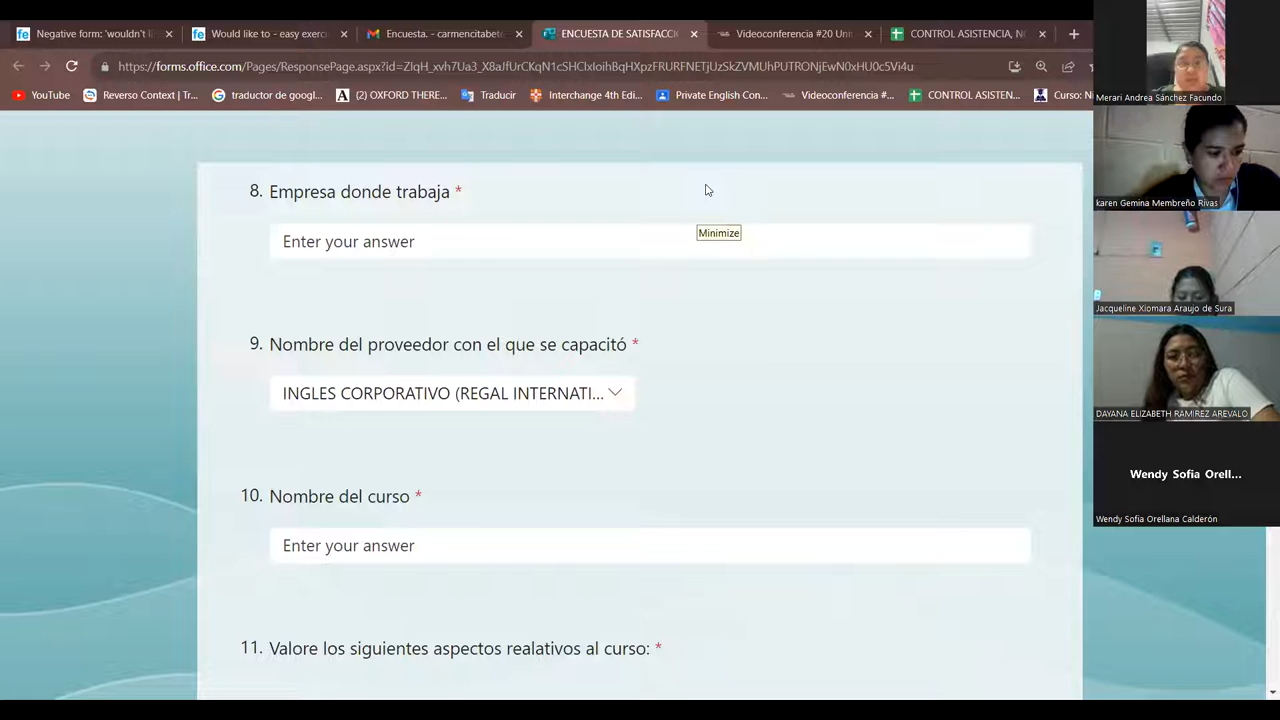 Negative form: 'wouldn't li
Would like to - easy exerc
Encuesta. - canoseoseere
ENCUESTA DE SATISFACCI
Videoconferencia #20 Uni
CONTROL ASISTENCIA, N
https://forms.office.com/Pages/ResponsePage.aspx?id=
YouTube
Reverso Context | Tr...
traductor de googl...
(2) OXFORD THERE...
Traducir
Interchange 4th Edi...
Private English Con...
Videoconferencia #...
CONTROL ASISTEN...
Curso: Ni
8. Empresa donde trabaja *
Enter your answer
Minimize
9. Nombre del proveedor con el que se capacitó *
INGLES CORPORATIVO (REGAL INTERNATI...
10. Nombre del curso *
Enter your answer
11. Valore los siguientes aspectos realativos al curso: *
Merari Andrea Sánchez Facundo
karen Gemina Membreño Rivas
Jacqueline Xiomara Araujo de Sura
DAYANA ELIZABETH RAMIREZ AREVALO
Wendy Sofia Orell...
Wendy Sofia Orellana Calderón